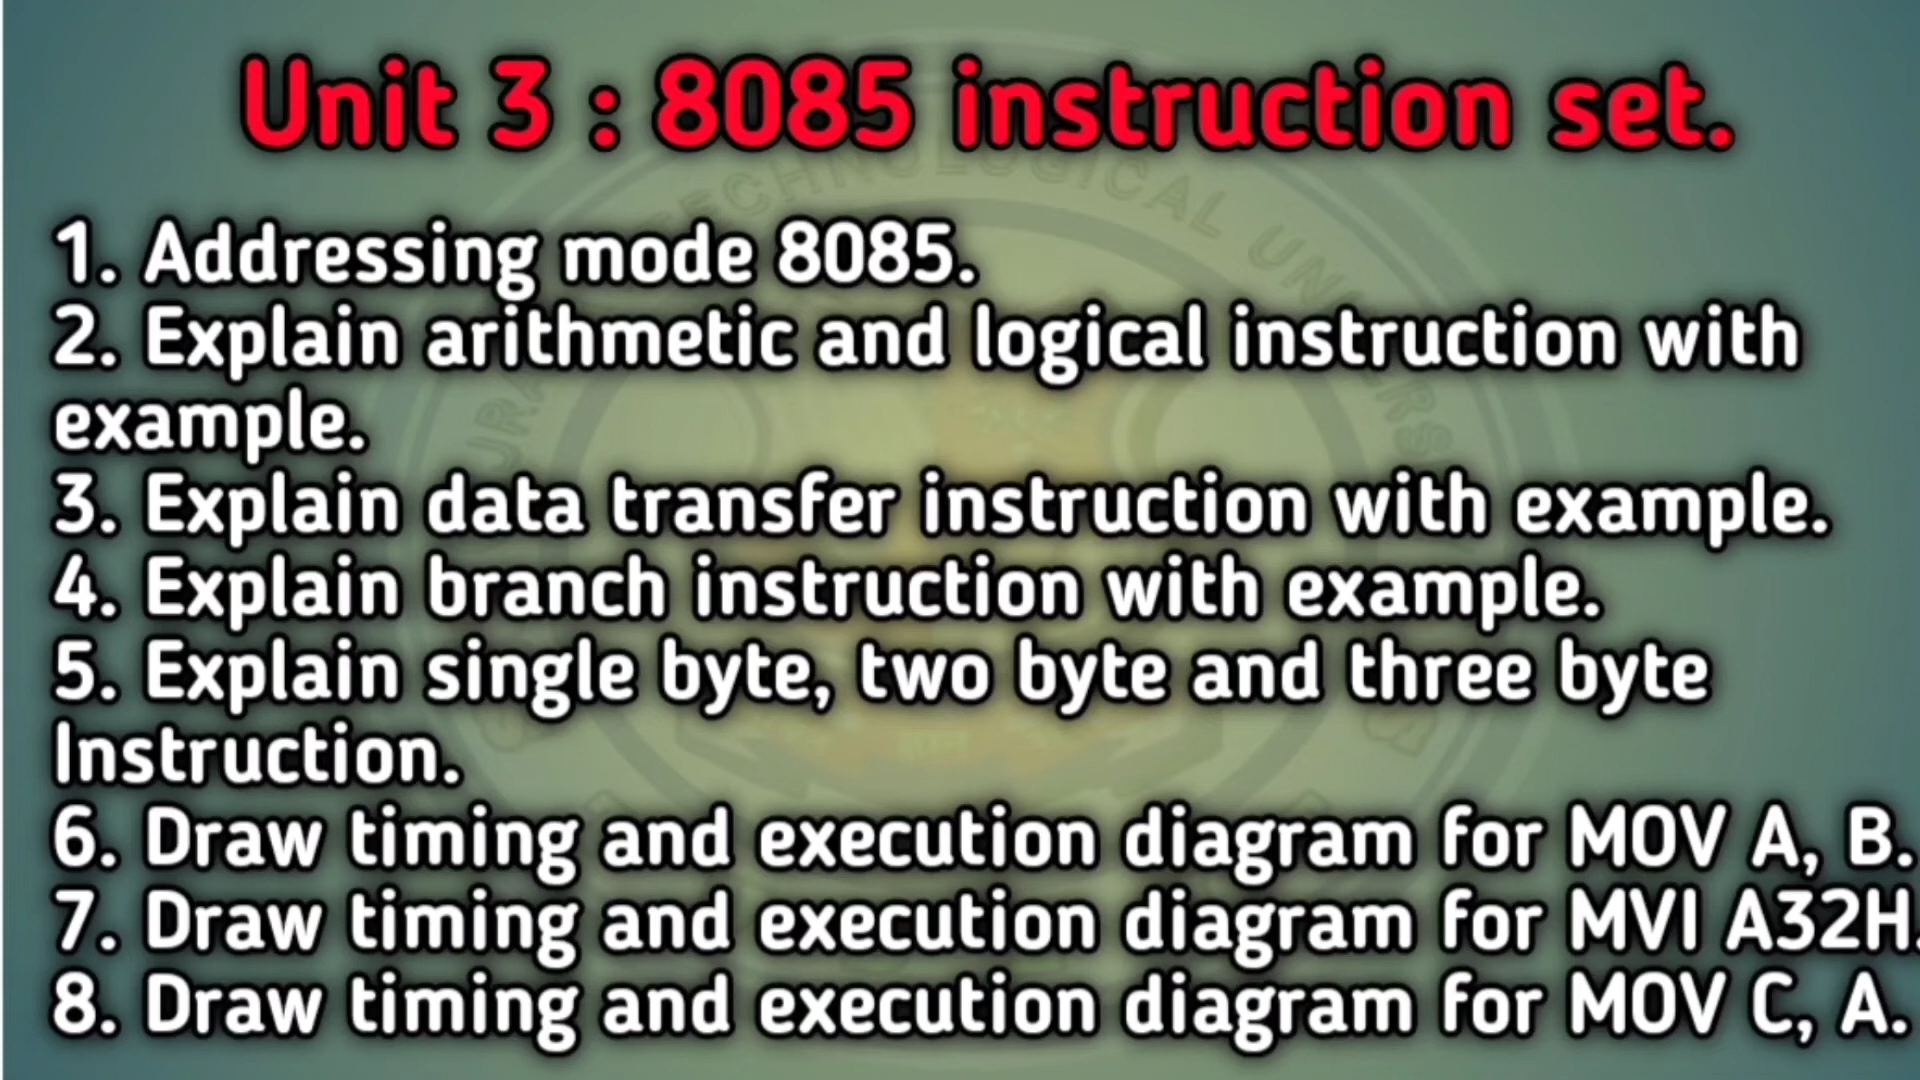 Unit 3 : 8085 instruction set.
1. Addressing mode 8085.
2. Explain arithmetic and logical instruction with
example.
3. Explain data transfer instruction with example.
4. Explain branch instruction with example.
5. Explain single byte, two byte and three byte
Instruction.
6. Draw timing and execution diagram for MOV A, B.
7. Draw timing and execution diagram for MVI A32H.
8. Draw timing and execution diagram for MOV C, A.
TECHNOLOGICAL